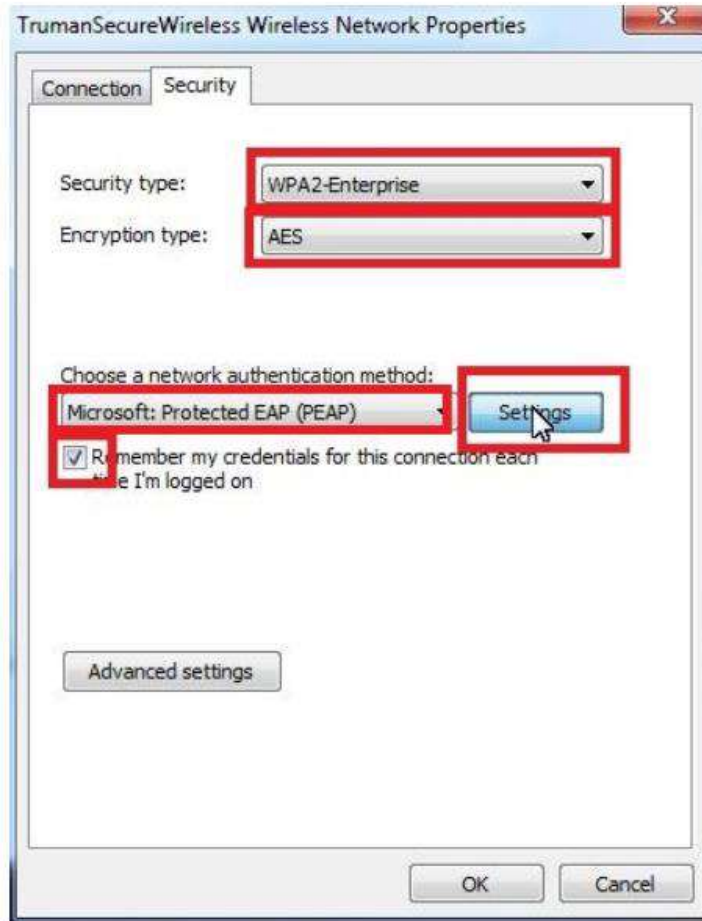 TrumanSecureWireless Wireless Network Properties
Connection Security
Security type: WPA2-Enterprise
Encryption type: AES
Choose a network authentication method:
Microsoft: Protected EAP (PEAP) Settings
Remember my credentials for this connection each
time I'm logged on
Advanced settings
OK Cancel